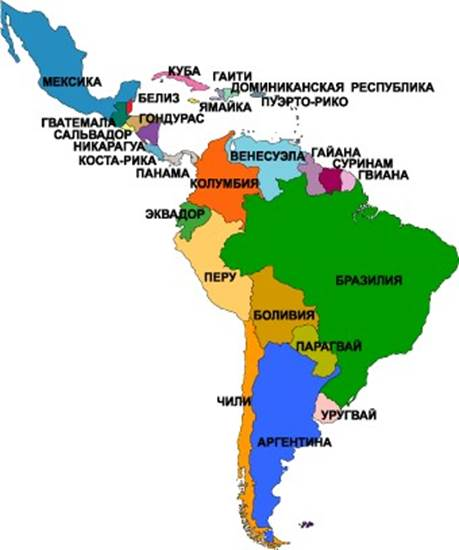 МЕКСИКА
КУБА
ГАИТИ
ДОМИНИКАНСКАЯ РЕСПУБЛИКА
ПУЭРТО-РИКО
ЯМАЙКА
БЕЛИЗ
ГВАТЕМАЛА
ГОНДУРАС
САЛЬВАДОР
НИКАРАГУА
КОСТА-РИКА
ПАНАМА
ВЕНЕСУЭЛА
ГАЙАНА
СУРИНАМ
ГВИАНА
КОЛУМБИЯ
ЭКВАДОР
ПЕРУ
БРАЗИЛИЯ
БОЛИВИЯ
ПАРАГВАЙ
ЧИЛИ
УРУГВАЙ
АРГЕНТИНА